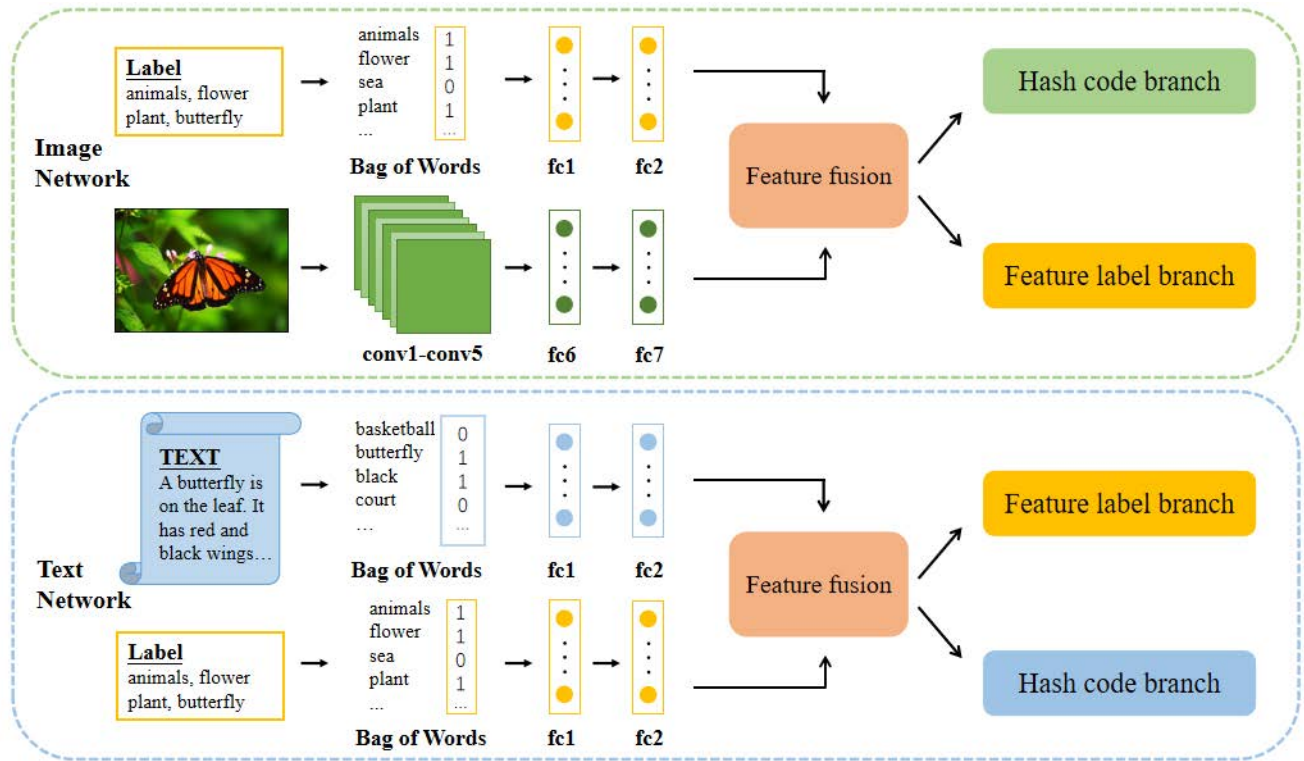 Label
animals, flower
plant, butterfly
animals 1
flower 1
sea 0
plant 1
... ...
Bag of Words
fc1
fc2
Image
Network
conv1-conv5
fc6
fc7
Feature fusion
Hash code branch
Feature label branch
TEXT
A butterfly is
on the leaf. It
has red and
black wings…
basketball 0
butterfly 1
black 1
court 0
… ...
Bag of Words
fc1
fc2
Text
Network
Label
animals, flower
plant, butterfly
animals 1
flower 1
sea 0
plant 1
... ...
Bag of Words
fc1
fc2
Feature fusion
Feature label branch
Hash code branch